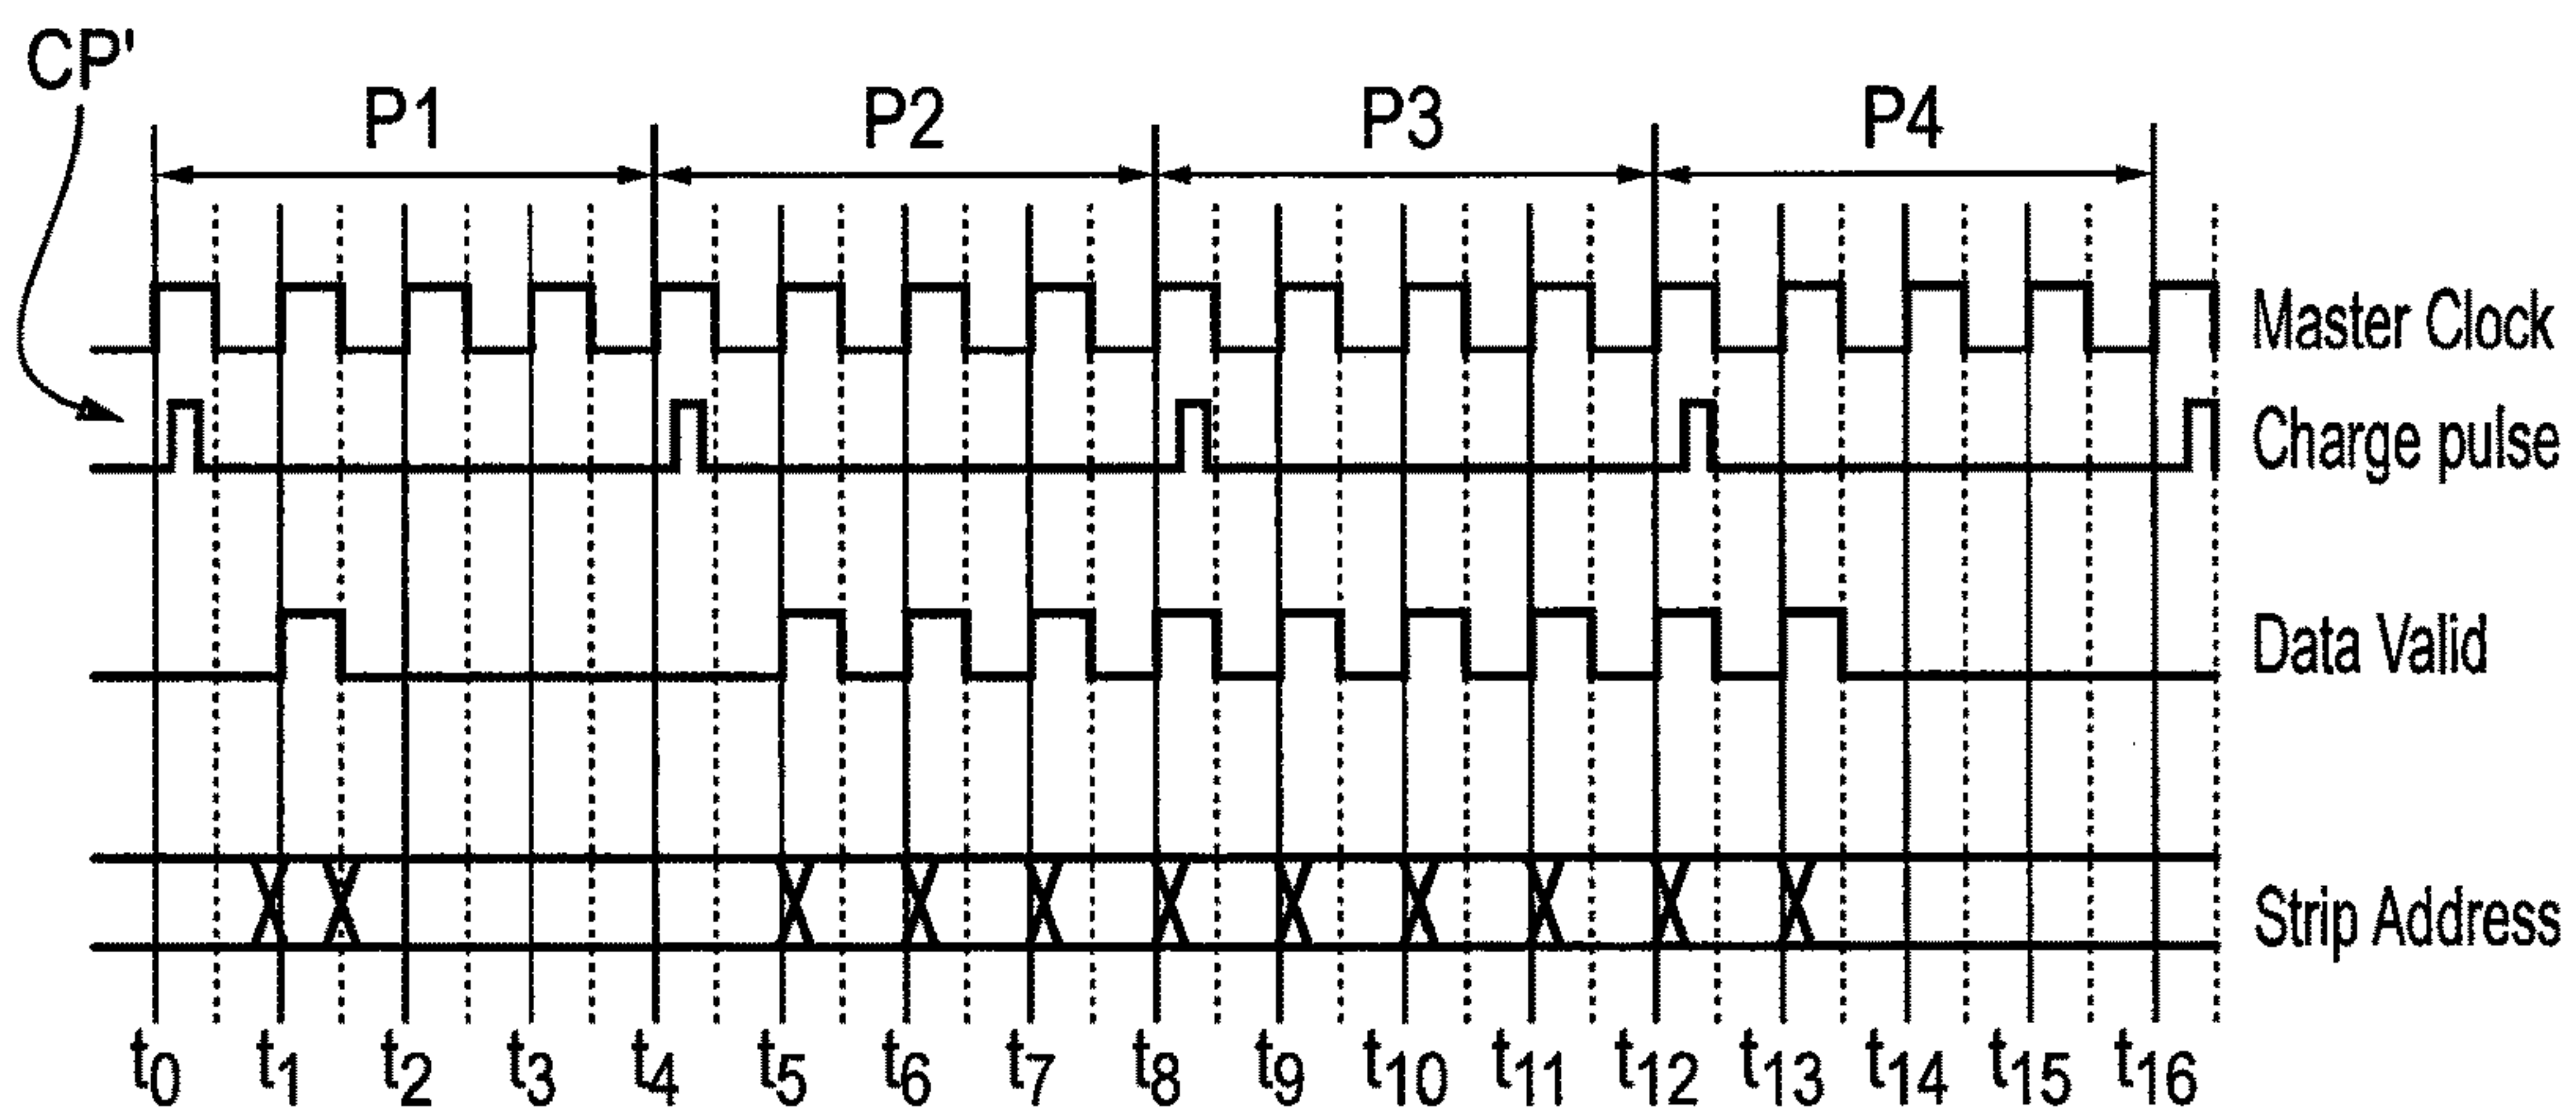 CP'
P1 P2 P3 P4
Master Clock
Charge pulse
Data Valid
Strip Address
t0 t1 t2 t3 t4 t5 t6 t7 t8 t9 t10 t11 t12 t13 t14 t15 t16